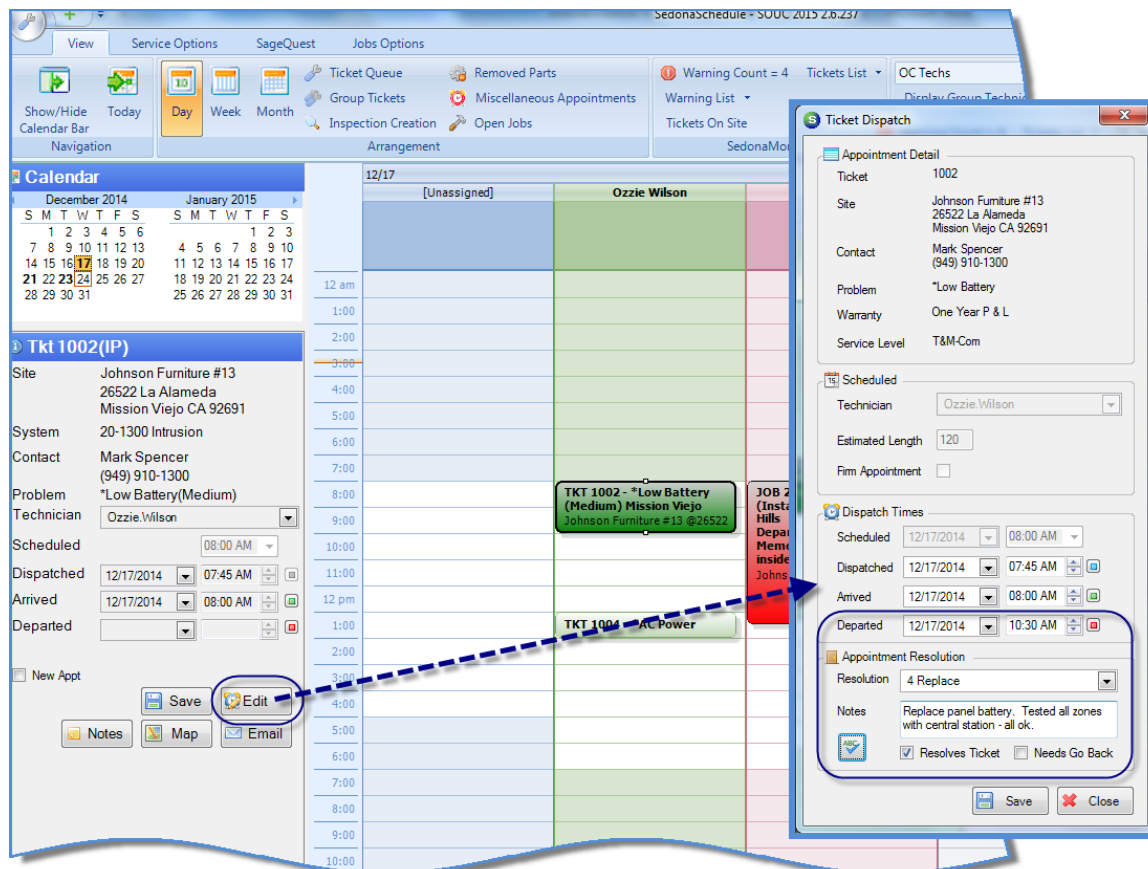 SedonaSchedule - SOUC 2015 2.6.237
View Service Options SageQuest Jobs Options
Show/Hide Calendar Bar
Today
Navigation
Day Week Month
Ticket Queue
Group Tickets
Inspection Creation
Removed Parts
Miscellaneous Appointments
Open Jobs
Arrangement
Warning Count = 4
Warning List
Tickets On Site
Tickets List
OC Techs
Display Group Technic
SedonaMo
Calendar
December 2014
S M T W T F S
1 2 3 4 5 6
7 8 9 10 11 12 13
14 15 16 17 18 19 20
21 22 23 24 25 26 27
28 29 30 31
January 2015
S M T W T F S
1 2 3
4 5 6 7 8 9 10
11 12 13 14 15 16 17
18 19 20 21 22 23 24
25 26 27 28 29 30 31
Tkt 1002(IP)
Site Johnson Furniture #13
26522 La Alameda
Mission Viejo CA 92691
System 20-1300 Intrusion
Contact Mark Spencer
(949) 910-1300
Problem *Low Battery(Medium)
Technician Ozzie.Wilson
Scheduled 08:00 AM
Dispatched 12/17/2014 07:45 AM
Arrived 12/17/2014 08:00 AM
Departed
New Appt
Save Edit
Notes Map Email
12/17
[Unassigned] Ozzie Wilson
12 am
1:00
2:00
3:00
4:00
5:00
6:00
7:00
8:00
9:00
10:00
11:00
12 pm
1:00
2:00
3:00
4:00
5:00
6:00
7:00
8:00
9:00
10:00
TKT 1002 - *Low Battery
(Medium) Mission Viejo
Johnson Furniture #13 @26522
TKT 1004 - *AC Power
JOB 2
(Insta
Hills
Depar
Memo
inside
Johns
Ticket Dispatch
Appointment Detail
Ticket 1002
Site Johnson Furniture #13
26522 La Alameda
Mission Viejo CA 92691
Contact Mark Spencer
(949) 910-1300
Problem *Low Battery
Warranty One Year P & L
Service Level T&M-Com
Scheduled
Technician Ozzie.Wilson
Estimated Length 120
Firm Appointment
Dispatch Times
Scheduled 12/17/2014 08:00 AM
Dispatched 12/17/2014 07:45 AM
Arrived 12/17/2014 08:00 AM
Departed 12/17/2014 10:30 AM
Appointment Resolution
Resolution 4 Replace
Notes Replace panel battery. Tested all zones
with central station - all ok.
ABC
Resolves Ticket Needs Go Back
Save Close